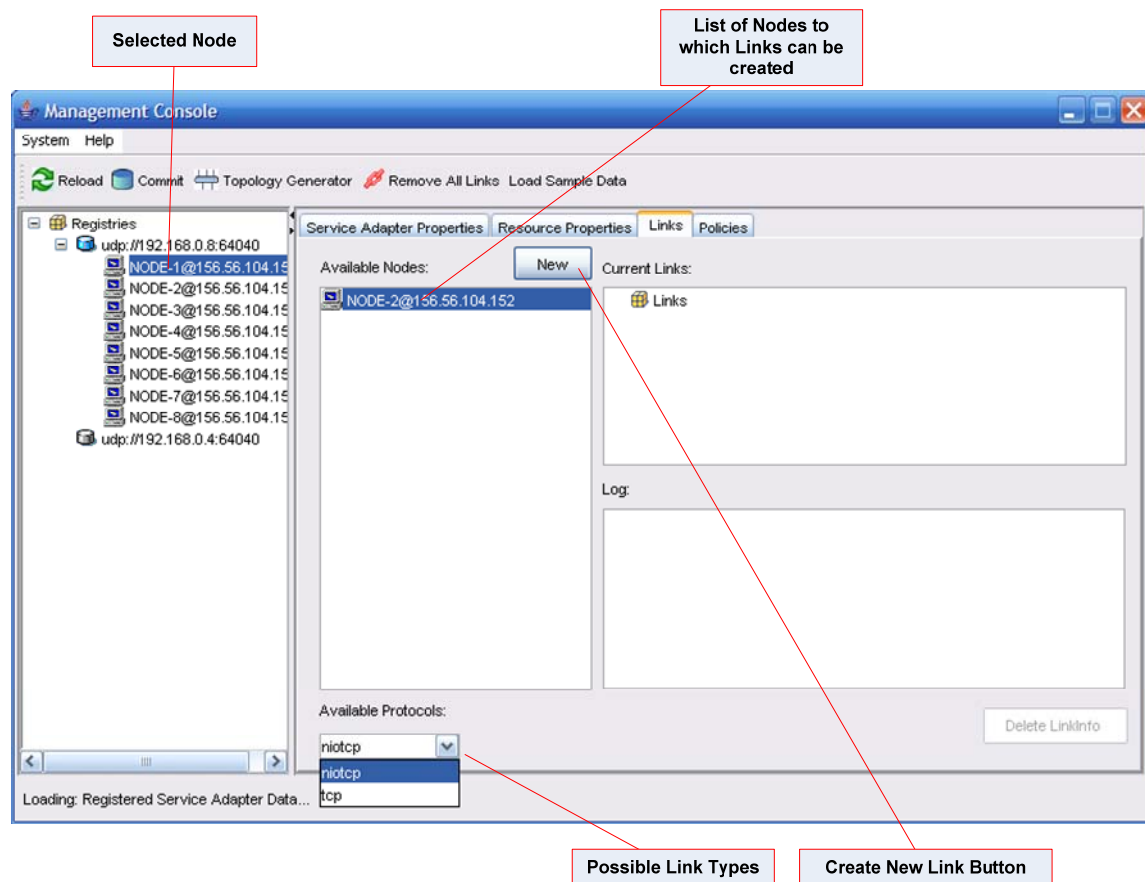 Selected Node
List of Nodes to
which Links can be
created
Management Console
System Help
Reload Commit Topology Generator Remove All Links Load Sample Data
Registries
udp://192.168.0.8:64040
NODE-1@156.56.104.15
NODE-2@156.56.104.15
NODE-3@156.56.104.15
NODE-4@156.56.104.15
NODE-5@156.56.104.15
NODE-6@156.56.104.15
NODE-7@156.56.104.15
NODE-8@156.56.104.15
udp://192.168.0.4:64040
Service Adapter Properties Resource Properties Links Policies
Available Nodes:
New
Current Links:
NODE-2@156.56.104.152
Links
Log:
Available Protocols:
niotcp
niotcp
tcp
Delete LinkInfo
Loading: Registered Service Adapter Data...
Possible Link Types
Create New Link Button